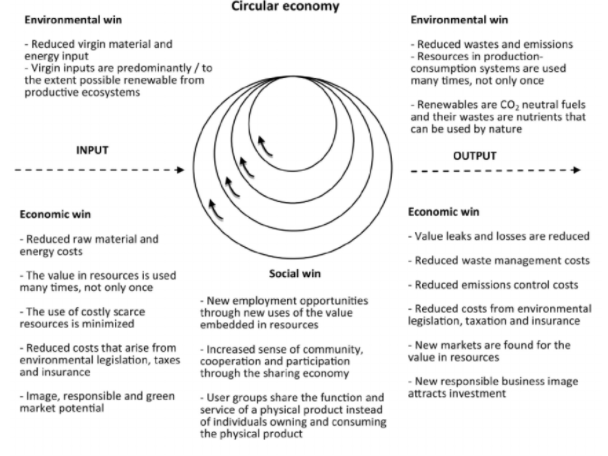 Circular economy
Environmental win
- Reduced virgin material and
energy input
- Virgin inputs are predominantly / to
the extent possible renewable from
productive ecosystems
INPUT
Economic win
- Reduced raw material and
energy costs
- The value in resources is used
many times, not only once
- The use of costly scarce
resources is minimized
- Reduced costs that arise from
environmental legislation, taxes
and insurance
- Image, responsible and green
market potential
Social win
- New employment opportunities
through new uses of the value
embedded in resources
- Increased sense of community,
cooperation and participation
through the sharing economy
- User groups share the function and
service of a physical product instead
of individuals owning and consuming
the physical product
Environmental win
- Reduced wastes and emissions
- Resources in production-
consumption systems are used
many times, not only once
- Renewables are CO₂ neutral fuels
and their wastes are nutrients that
can be used by nature
OUTPUT
Economic win
- Value leaks and losses are reduced
- Reduced waste management costs
- Reduced emissions control costs
- Reduced costs from environmental
legislation, taxation and insurance
- New markets are found for the
value in resources
- New responsible business image
attracts investment